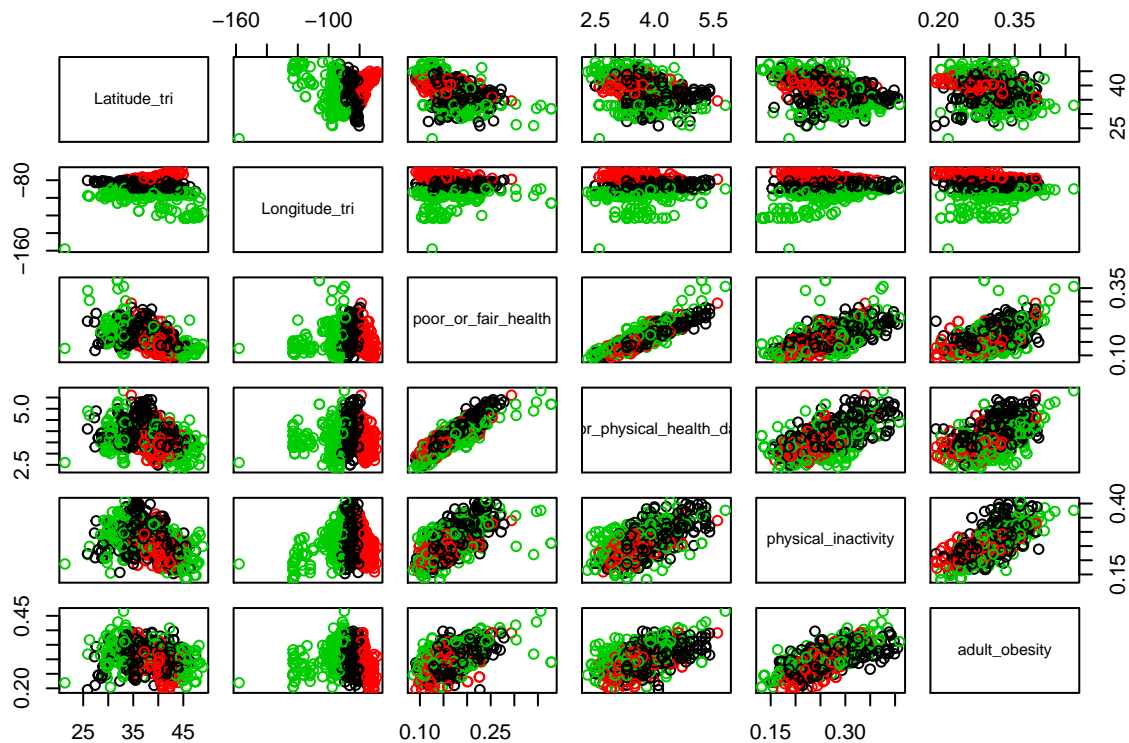 −160 −100 2.5 4.0 5.5 0.20 0.35
Latitude_tri
25 40
−160 −80
Longitude_tri
poor_or_fair_health
0.10 0.35
2.5 5.0
or_physical_health_da
physical_inactivity
0.15 0.40
0.20 0.45
adult_obesity
25 35 45 0.10 0.25 0.15 0.30